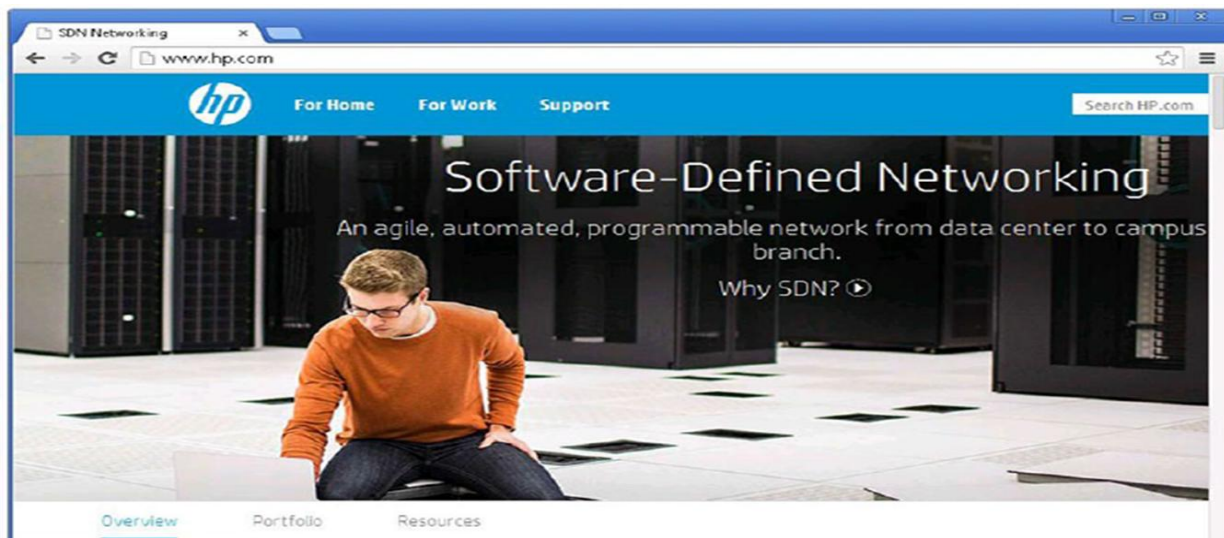 SDN Networking
www.hp.com
hp
For Home
For Work
Support
Search HP.com
Software-Defined Networking
An agile, automated, programmable network from data center to campus
branch.
Why SDN?
Overview
Portfolio
Resources